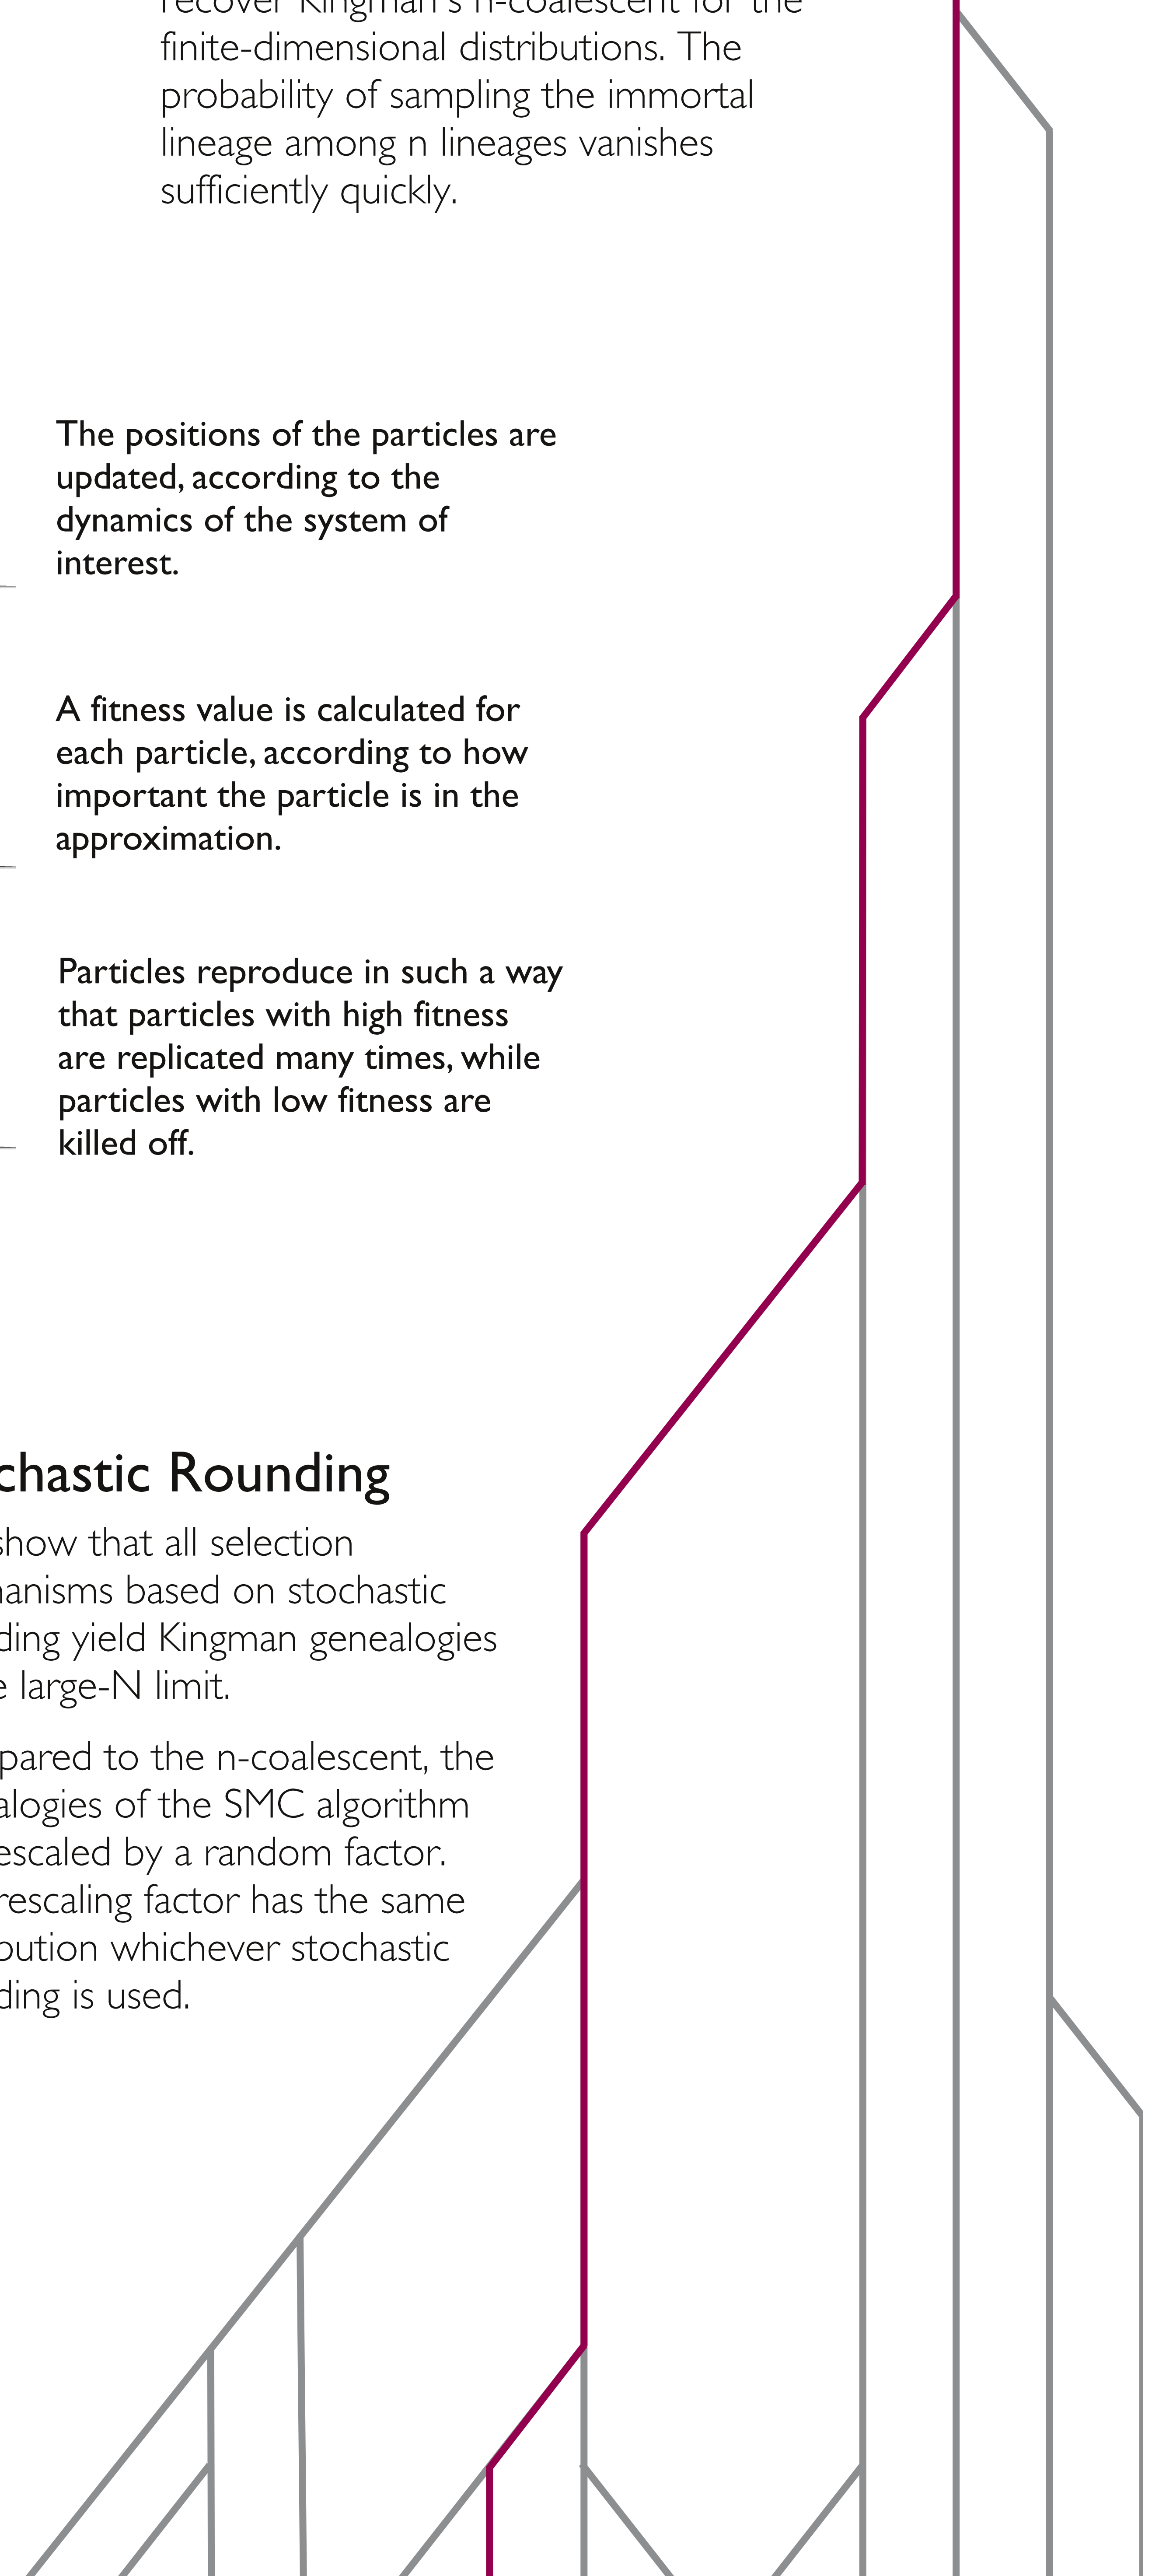 recover Kingman's n-coalescent for the
finite-dimensional distributions. The
probability of sampling the immortal
lineage among n lineages vanishes
sufficiently quickly.
The positions of the particles are
updated, according to the
dynamics of the system of
interest.
A fitness value is calculated for
each particle, according to how
important the particle is in the
approximation.
Particles reproduce in such a way
that particles with high fitness
are replicated many times, while
particles with low fitness are
killed off.
chastic Rounding
show that all selection
anisms based on stochastic
ding yield Kingman genealogies
e large-N limit.
pared to the n-coalescent, the
alogies of the SMC algorithm
escaled by a random factor.
rescaling factor has the same
bution whichever stochastic
ding is used.